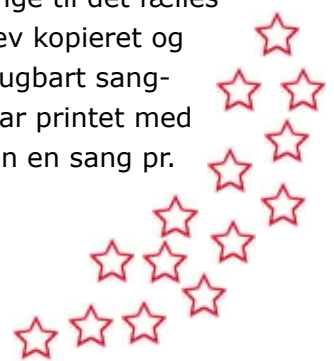 nge til det fælles
ev kopieret og
ugbart sang-
ar printet med
n en sang pr.